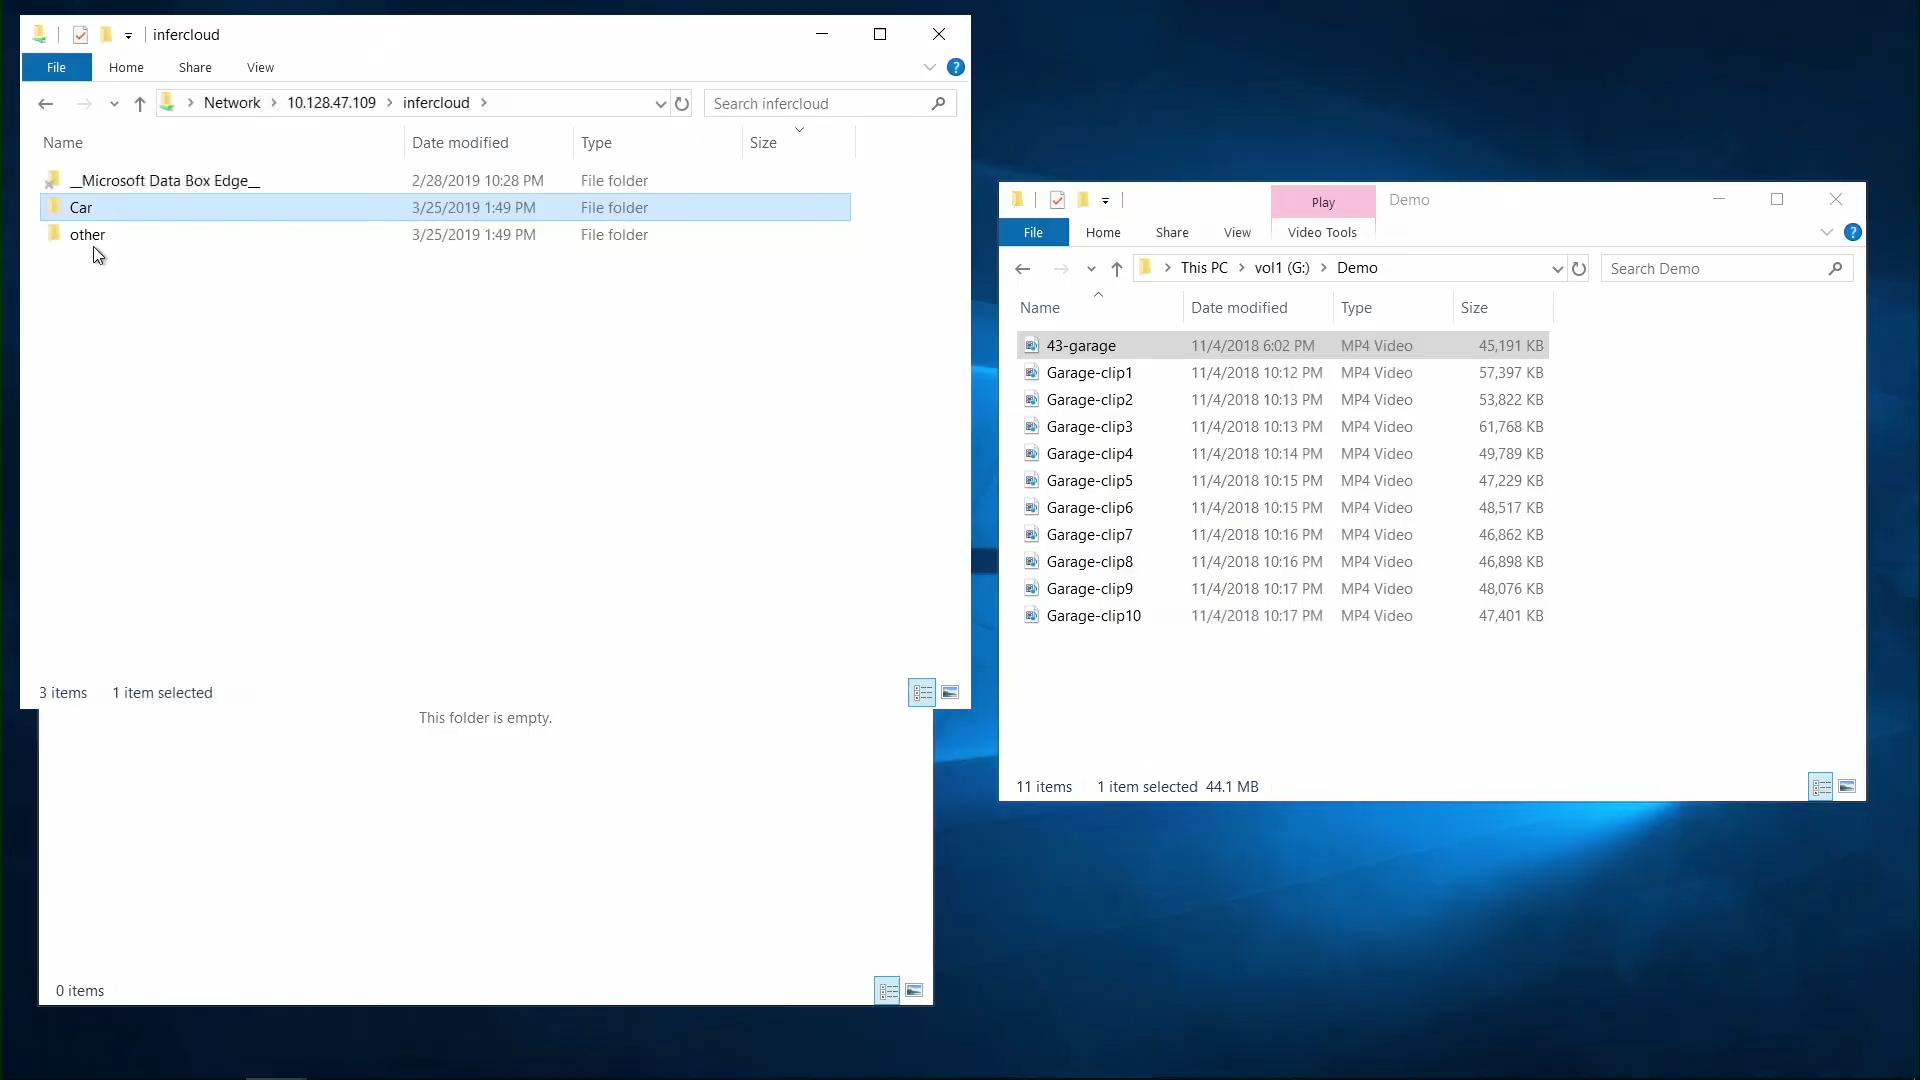 infercloud
File Home Share View
Network 10.128.47.109 infercloud
Search infercloud
Name Date modified Type Size
__Microsoft Data Box Edge__ 2/28/2019 10:28 PM File folder
Car 3/25/2019 1:49 PM File folder
other 3/25/2019 1:49 PM File folder
3 items 1 item selected
This folder is empty.
0 items
Play Demo
File Home Share View Video Tools
This PC vol1 (G:) Demo
Search Demo
Name Date modified Type Size
43-garage 11/4/2018 6:02 PM MP4 Video 45,191 KB
Garage-clip1 11/4/2018 10:12 PM MP4 Video 57,397 KB
Garage-clip2 11/4/2018 10:13 PM MP4 Video 53,822 KB
Garage-clip3 11/4/2018 10:13 PM MP4 Video 61,768 KB
Garage-clip4 11/4/2018 10:14 PM MP4 Video 49,789 KB
Garage-clip5 11/4/2018 10:15 PM MP4 Video 47,229 KB
Garage-clip6 11/4/2018 10:15 PM MP4 Video 48,517 KB
Garage-clip7 11/4/2018 10:16 PM MP4 Video 46,862 KB
Garage-clip8 11/4/2018 10:16 PM MP4 Video 46,898 KB
Garage-clip9 11/4/2018 10:17 PM MP4 Video 48,076 KB
Garage-clip10 11/4/2018 10:17 PM MP4 Video 47,401 KB
11 items 1 item selected 44.1 MB